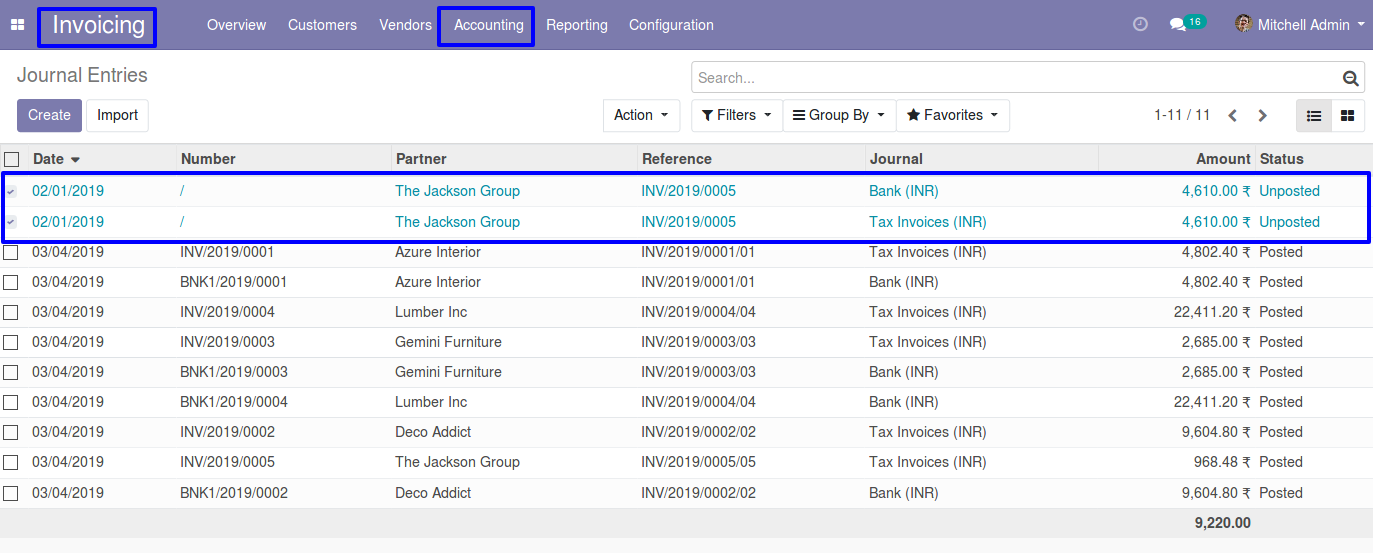 Invoicing Overview Customers Vendors Accounting Reporting Configuration 16 Mitchell Admin
Journal Entries Search...
Create Import Action Filters Group By Favorites 1-11 / 11
Date Number Partner Reference Journal Amount Status
02/01/2019 / The Jackson Group INV/2019/0005 Bank (INR) 4,610.00 ₹ Unposted
02/01/2019 / The Jackson Group INV/2019/0005 Tax Invoices (INR) 4,610.00 ₹ Unposted
03/04/2019 INV/2019/0001 Azure Interior INV/2019/0001/01 Tax Invoices (INR) 4,802.40 ₹ Posted
03/04/2019 BNK1/2019/0001 Azure Interior INV/2019/0001/01 Bank (INR) 4,802.40 ₹ Posted
03/04/2019 INV/2019/0004 Lumber Inc INV/2019/0004/04 Tax Invoices (INR) 22,411.20 ₹ Posted
03/04/2019 INV/2019/0003 Gemini Furniture INV/2019/0003/03 Tax Invoices (INR) 2,685.00 ₹ Posted
03/04/2019 BNK1/2019/0003 Gemini Furniture INV/2019/0003/03 Bank (INR) 2,685.00 ₹ Posted
03/04/2019 BNK1/2019/0004 Lumber Inc INV/2019/0004/04 Bank (INR) 22,411.20 ₹ Posted
03/04/2019 INV/2019/0002 Deco Addict INV/2019/0002/02 Tax Invoices (INR) 9,604.80 ₹ Posted
03/04/2019 INV/2019/0005 The Jackson Group INV/2019/0005/05 Tax Invoices (INR) 968.48 ₹ Posted
03/04/2019 BNK1/2019/0002 Deco Addict INV/2019/0002/02 Bank (INR) 9,604.80 ₹ Posted
9,220.00